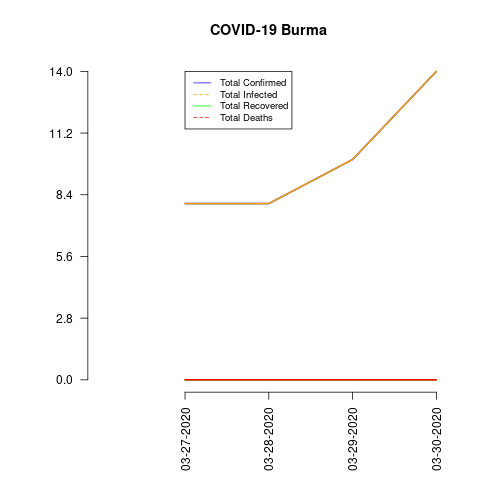 COVID-19 Burma
Total Confirmed
Total Infected
Total Recovered
Total Deaths
14.0
11.2
8.4
5.6
2.8
0.0
03-27-2020
03-28-2020
03-29-2020
03-30-2020